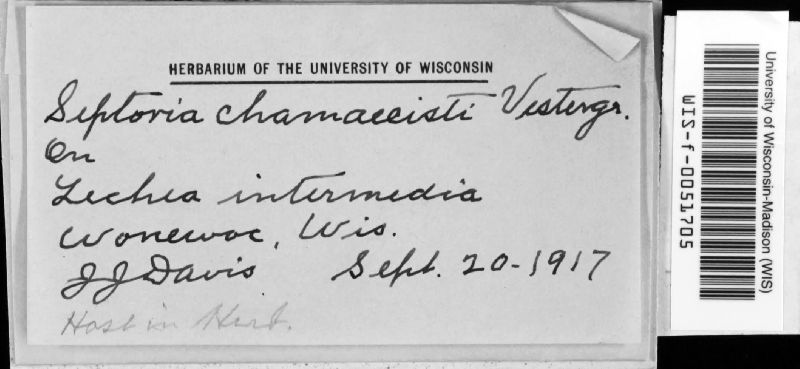 HERBARIUM OF THE UNIVERSITY OF WISCONSIN
Septoria chamaecisti Vestergr.
On
Lechea intermedia
Wonewoc, Wis.
J J Davis Sept. 20-1917
Host in Herb.
University of Wisconsin-Madison (WIS)
WIS-f-0051705